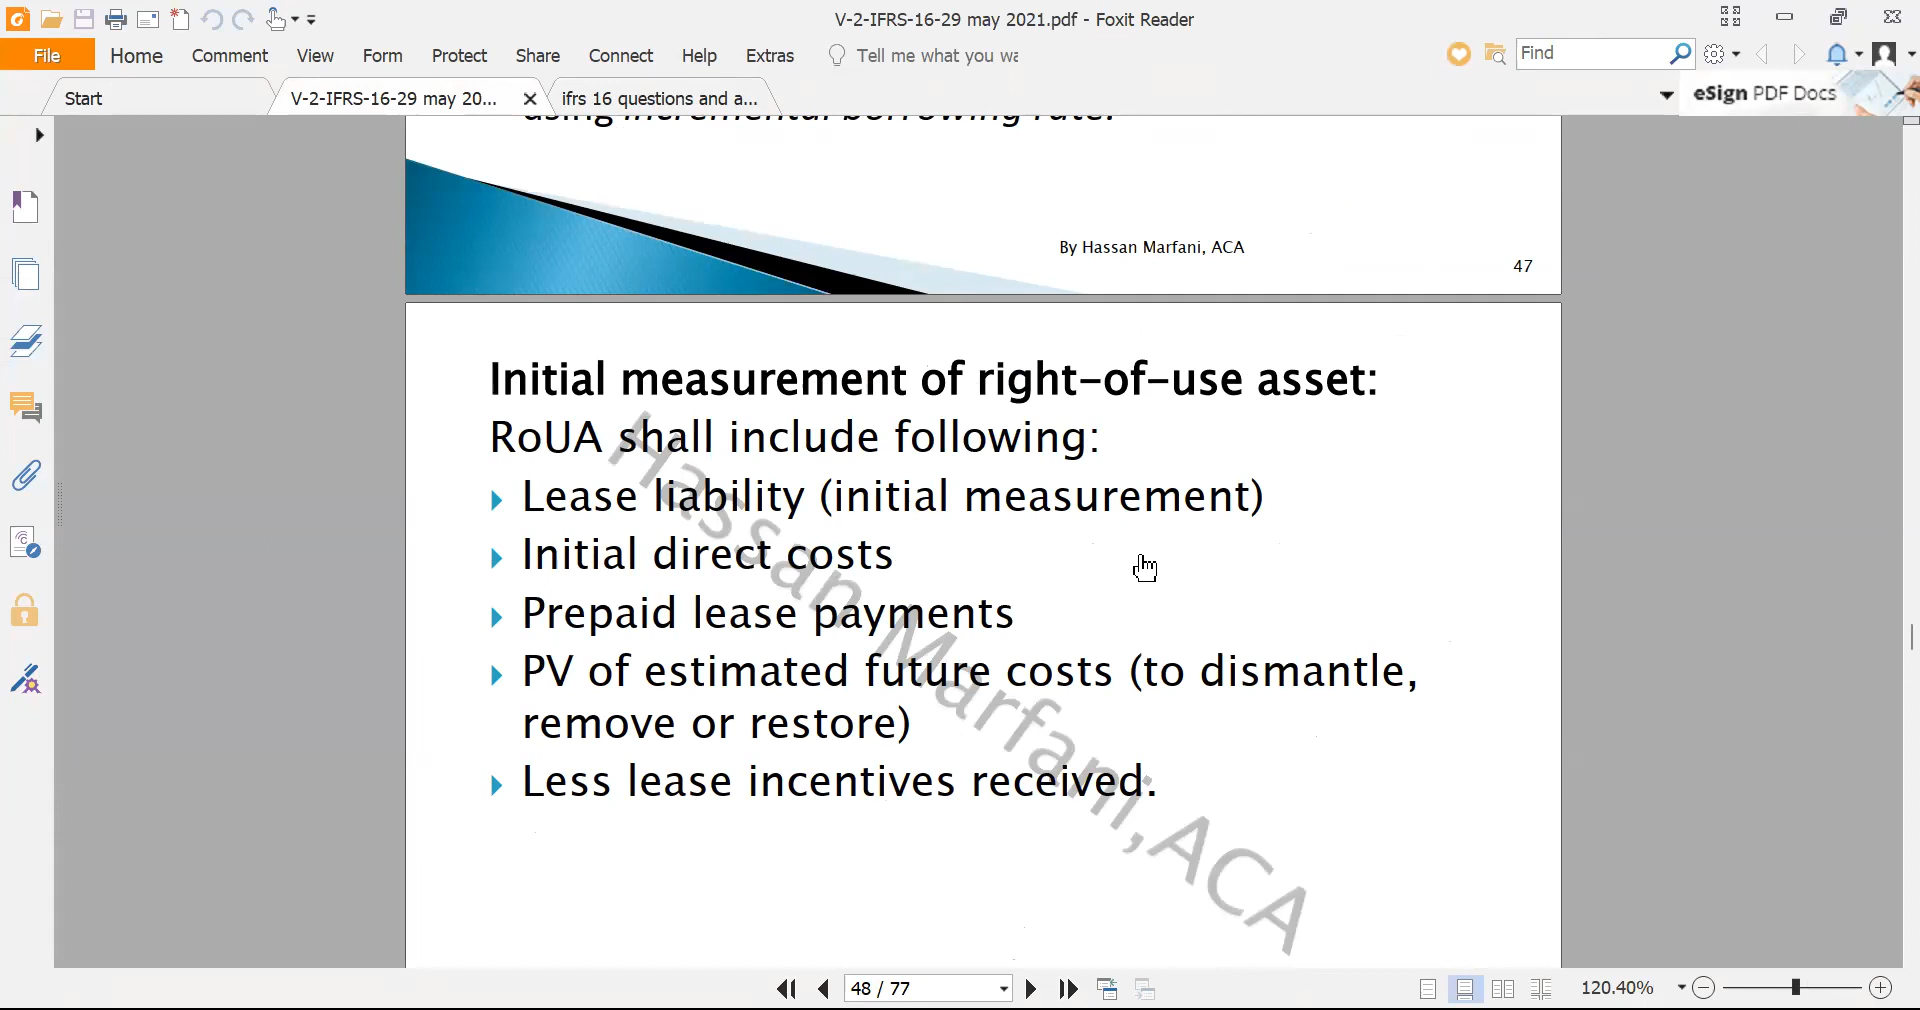 V-2-IFRS-16-29 may 2021.pdf - Foxit Reader
File Home Comment View Form Protect Share Connect Help Extras Tell me what you wa
Find
Start
V-2-IFRS-16-29 may 20...
ifrs 16 questions and a...
eSign PDF Docs
using incremental borrowing rate.
By Hassan Marfani, ACA
47
Initial measurement of right-of-use asset:
RoUA shall include following:
Lease liability (initial measurement)
Initial direct costs
Prepaid lease payments
PV of estimated future costs (to dismantle,
remove or restore)
Less lease incentives received.
Hassan Marfani,ACA
48 / 77
120.40%